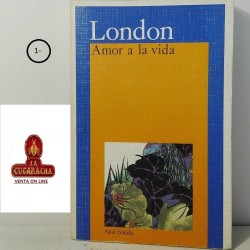 London
Amor a la vida
1-
LA
CUCARACHA
VENTA ON LINE
Akal bolsillo